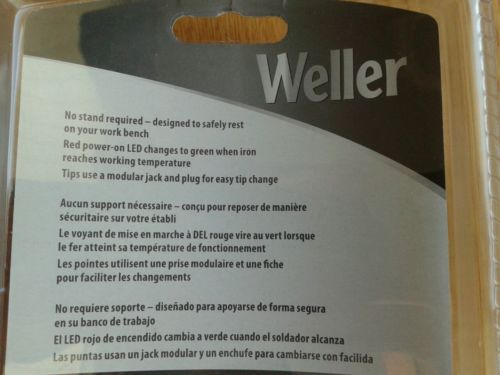 Weller
No stand required – designed to safely rest
on your work bench
Red power-on LED changes to green when iron
reaches working temperature
Tips use a modular jack and plug for easy tip change
Aucun support nécessaire – conçu pour reposer de manière
sécuritaire sur votre établi
Le voyant de mise en marche à DEL rouge vire au vert lorsque
le fer atteint sa température de fonctionnement
Les pointes utilisent une prise modulaire et une fiche
pour faciliter les changements
No requiere soporte – diseñado para apoyarse de forma segura
en su banco de trabajo
El LED rojo de encendido cambia a verde cuando el soldador alcanza
Las puntas usan un jack modular y un enchufe para cambiarse con facilida